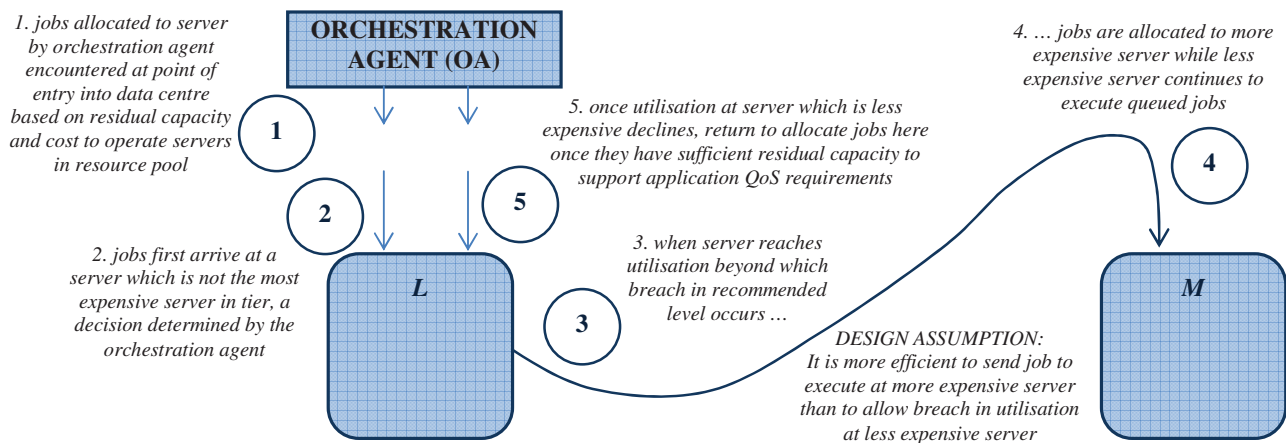 1. jobs allocated to server
by orchestration agent
encountered at point of
entry into data centre
based on residual capacity
and cost to operate servers
in resource pool
ORCHESTRATION
AGENT (OA)
1
4. … jobs are allocated to more
expensive server while less
expensive server continues to
execute queued jobs
5. once utilisation at server which is less
expensive declines, return to allocate jobs here
once they have sufficient residual capacity to
support application QoS requirements
4
2
5
2. jobs first arrive at a
server which is not the most
expensive server in tier, a
decision determined by the
orchestration agent
L
3. when server reaches
utilisation beyond which
breach in recommended
level occurs …
3
M
DESIGN ASSUMPTION:
It is more efficient to send job to
execute at more expensive server
than to allow breach in utilisation
at less expensive server